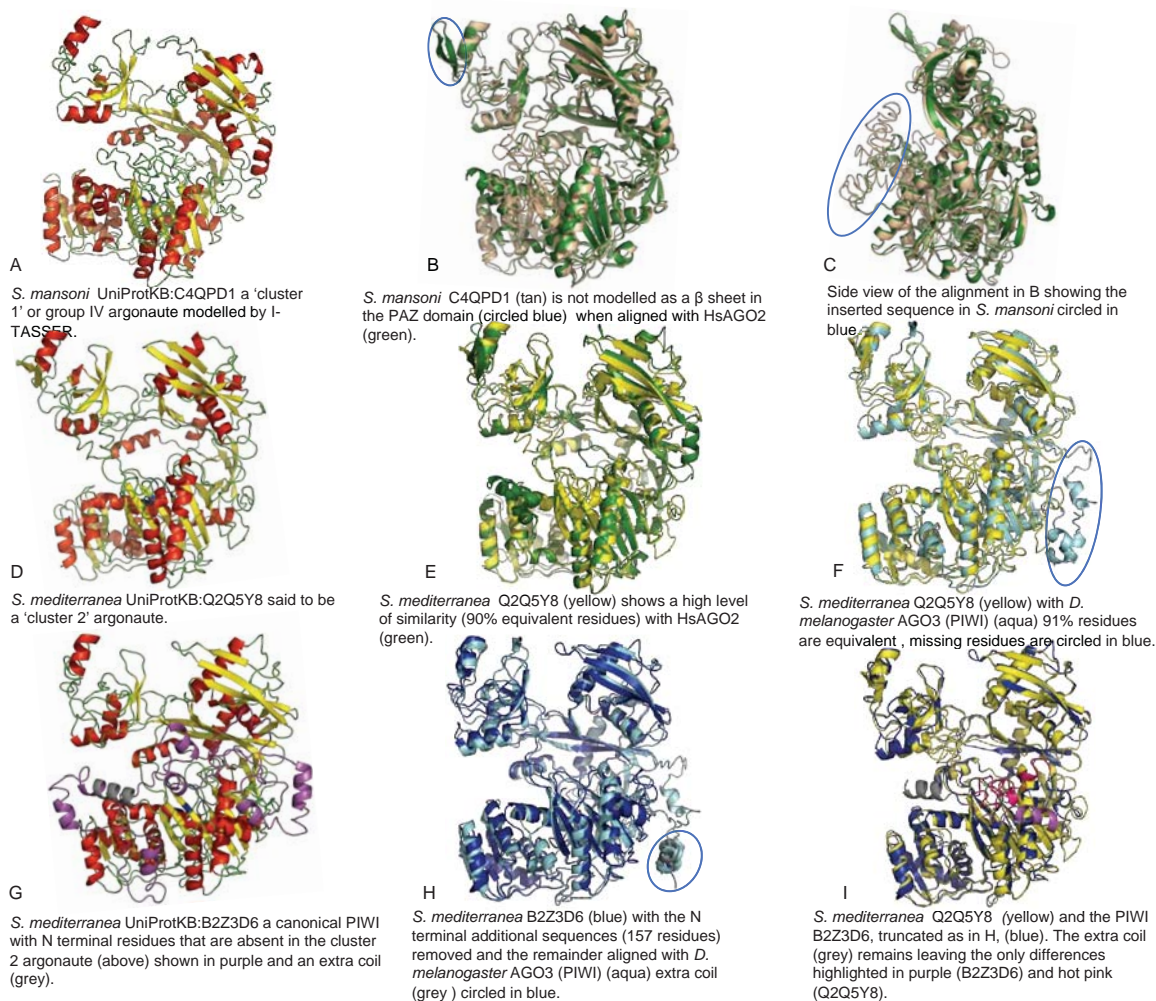 A
S. mansoni UniProtKB:C4QPD1 a ‘cluster
1’ or group IV argonaute modelled by I-
TASSER.
B
S. mansoni C4QPD1 (tan) is not modelled as a β sheet in
the PAZ domain (circled blue) when aligned with HsAGO2
(green).
C
Side view of the alignment in B showing the
inserted sequence in S. mansoni circled in
blue.
D
S. mediterranea UniProtKB:Q2Q5Y8 said to be
a ‘cluster 2’ argonaute.
E
S. mediterranea Q2Q5Y8 (yellow) shows a high level
of similarity (90% equivalent residues) with HsAGO2
(green).
F
S. mediterranea Q2Q5Y8 (yellow) with D.
melanogaster AGO3 (PIWI) (aqua) 91% residues
are equivalent , missing residues are circled in blue.
G
S. mediterranea UniProtKB:B2Z3D6 a canonical PIWI
with N terminal residues that are absent in the cluster
2 argonaute (above) shown in purple and an extra coil
(grey).
H
S. mediterranea B2Z3D6 (blue) with the N
terminal additional sequences (157 residues)
removed and the remainder aligned with D.
melanogaster AGO3 (PIWI) (aqua) extra coil
(grey ) circled in blue.
I
S. mediterranea Q2Q5Y8 (yellow) and the PIWI
B2Z3D6, truncated as in H, (blue). The extra coil
(grey) remains leaving the only differences
highlighted in purple (B2Z3D6) and hot pink
(Q2Q5Y8).